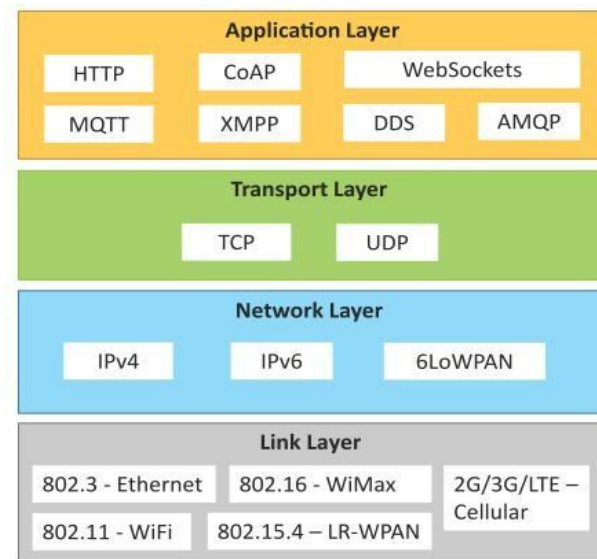 Application Layer
HTTP
CoAP
WebSockets
MQTT
XMPP
DDS
AMQP
Transport Layer
TCP
UDP
Network Layer
IPv4
IPv6
6LoWPAN
Link Layer
802.3 - Ethernet
802.16 - WiMax
2G/3G/LTE –
Cellular
802.11 - WiFi
802.15.4 – LR-WPAN